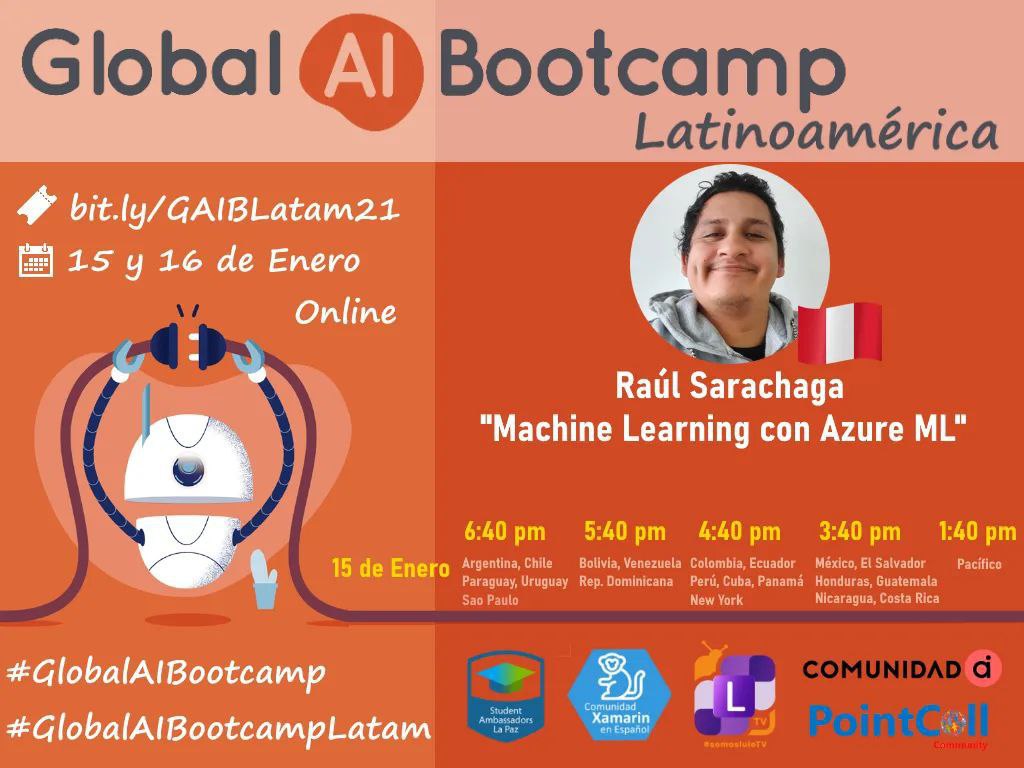 Global AI Bootcamp
Latinoamérica
bit.ly/GAIBLatam21
15 y 16 de Enero
Online
Raúl Sarachaga
"Machine Learning con Azure ML"
15 de Enero
6:40 pm
Argentina, Chile
Paraguay, Uruguay
Sao Paulo
5:40 pm
Bolivia, Venezuela
Rep. Dominicana
4:40 pm
Colombia, Ecuador
Perú, Cuba, Panamá
New York
3:40 pm
México, El Salvador
Honduras, Guatemala
Nicaragua, Costa Rica
1:40 pm
Pacífico
#GlobalAIBootcamp
#GlobalAIBootcampLatam
Student
Ambassadors
La Paz
Comunidad
Xamarin
en Español
L
TV
#somosluloTV
COMUNIDAD ai
PointColl
Community